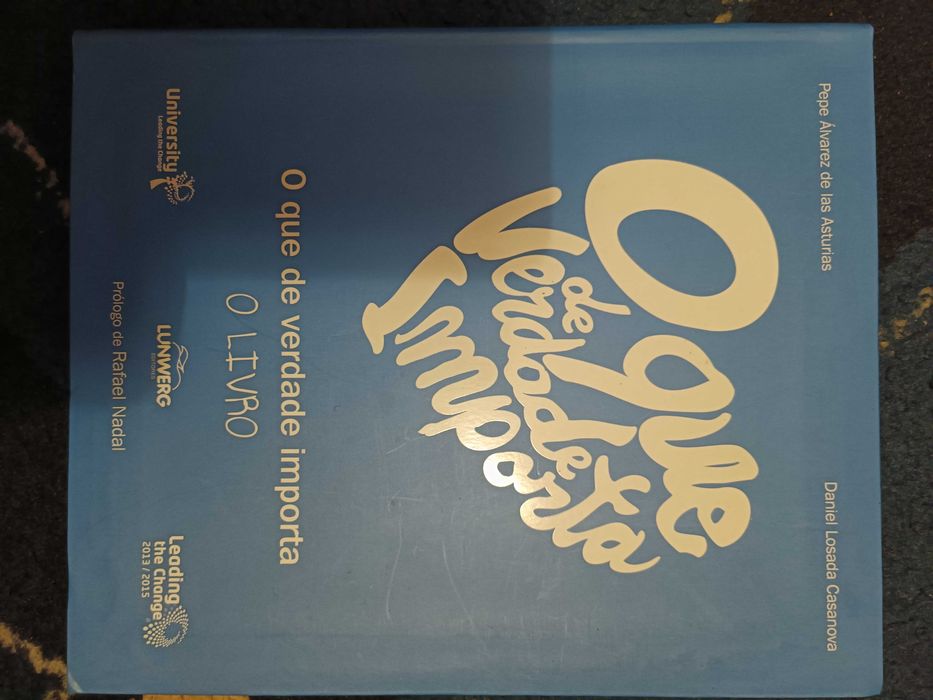 Pepe Álvarez de las Asturias
Daniel Losada Casanova
O que
de
verdade
Importa
O que de verdade importa
O LIVRO
University
Leading the Change
LUNWERG
EDITORES
Leading
the Change
2013 / 2015
Prólogo de Rafael Nadal